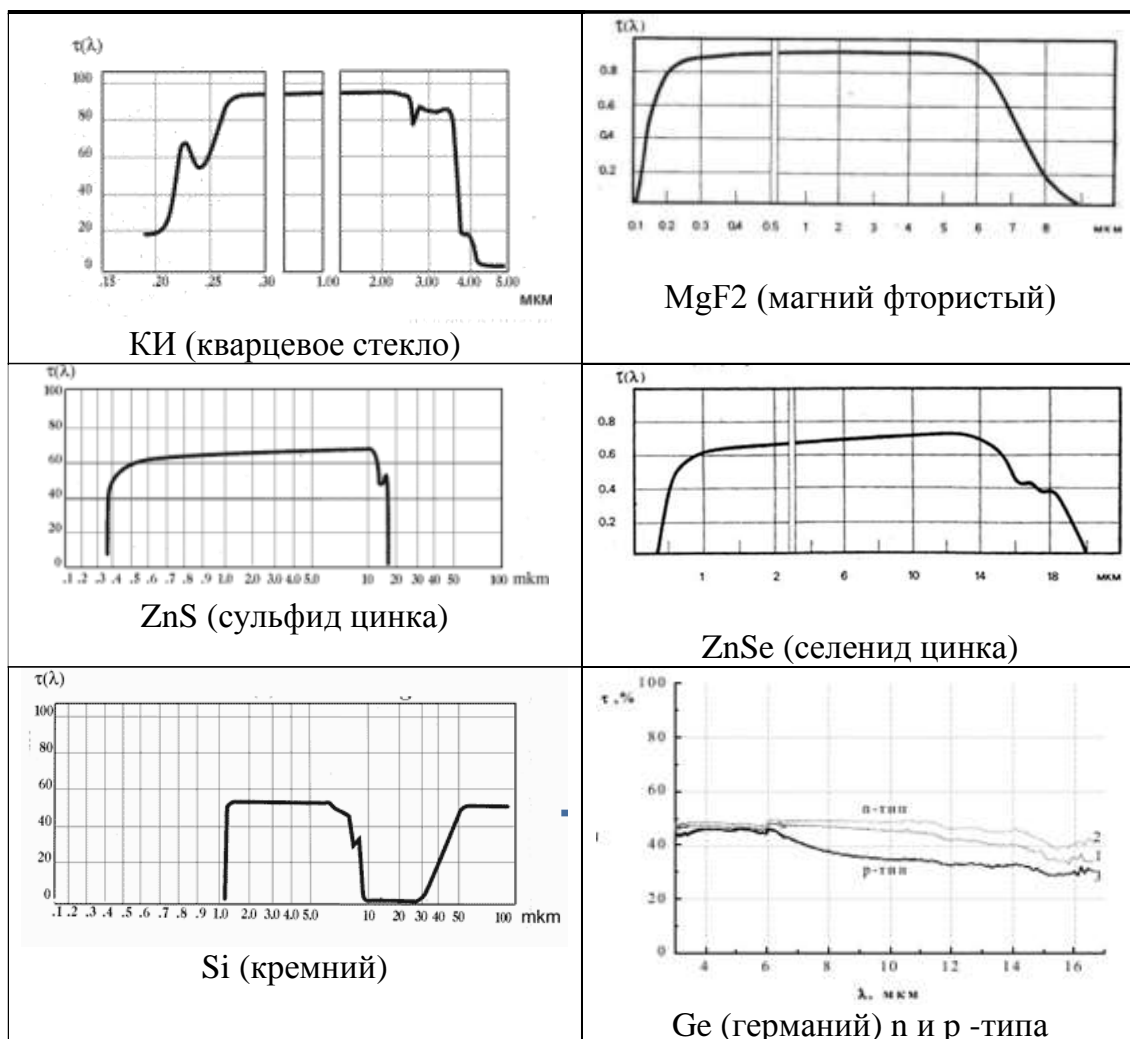 τ(λ)
100
80
60
40
20
0
.15 .20 .25 .30 1.00 2.00 3.00 4.00 5.00
МКМ
КИ (кварцевое стекло)
τ(λ)
0.8
0.6
0.4
0.2
0.1 0.2 0.3 0.4 0.5 1 2 3 4 5 6 7 8 МКМ
MgF2 (магний фтористый)
τ(λ)
100
80
60
40
20
0
.1 .2 .3 .4 .5 .6 .7 .8 .9 1.0 2.0 3.0 4.0 5.0 10 20 30 40 50 100 mkm
ZnS (сульфид цинка)
τ(λ)
0.8
0.6
0.4
0.2
1 2 6 10 14 18 МКМ
ZnSe (селенид цинка)
τ(λ)
100
80
60
40
20
0
.1 .2 .3 .4 .5 .6 .7 .8 .9 1.0 2.0 3.0 4.0 5.0 10 20 30 40 50 100 mkm
Si (кремний)
τ ,%
100
80
60
40
20
0
n-тип
p-тип
2
1
3
4 6 8 10 12 14 16
λ, мкм
Ge (германий) n и p -типа